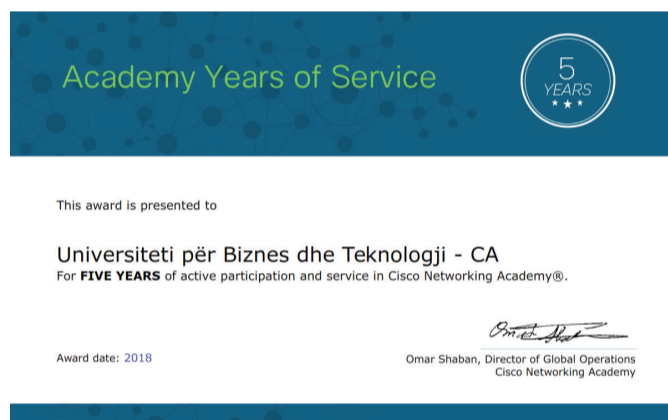 Academy Years of Service
5
YEARS
This award is presented to
Universiteti për Biznes dhe Teknologji - CA
For FIVE YEARS of active participation and service in Cisco Networking Academy®.
Award date: 2018
Omar Shaban, Director of Global Operations
Cisco Networking Academy